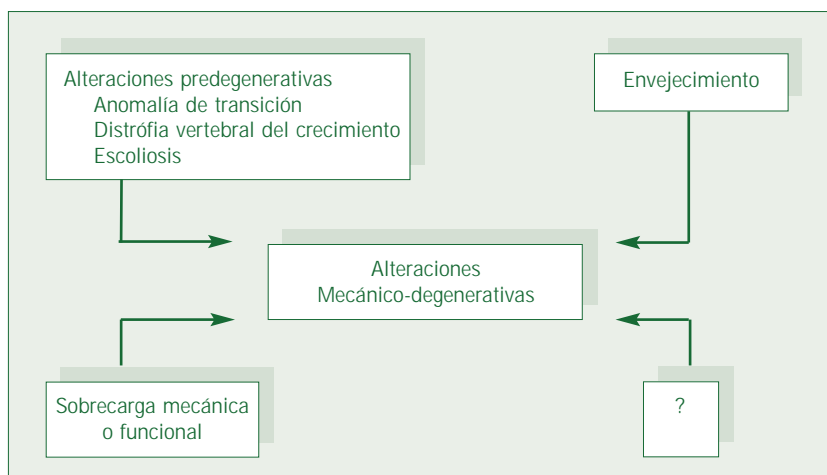 Alteraciones predegenerativas
Anomalía de transición
Distrófia vertebral del crecimiento
Escoliosis
Envejecimiento
Alteraciones
Mecánico-degenerativas
Sobrecarga mecánica
o funcional
?